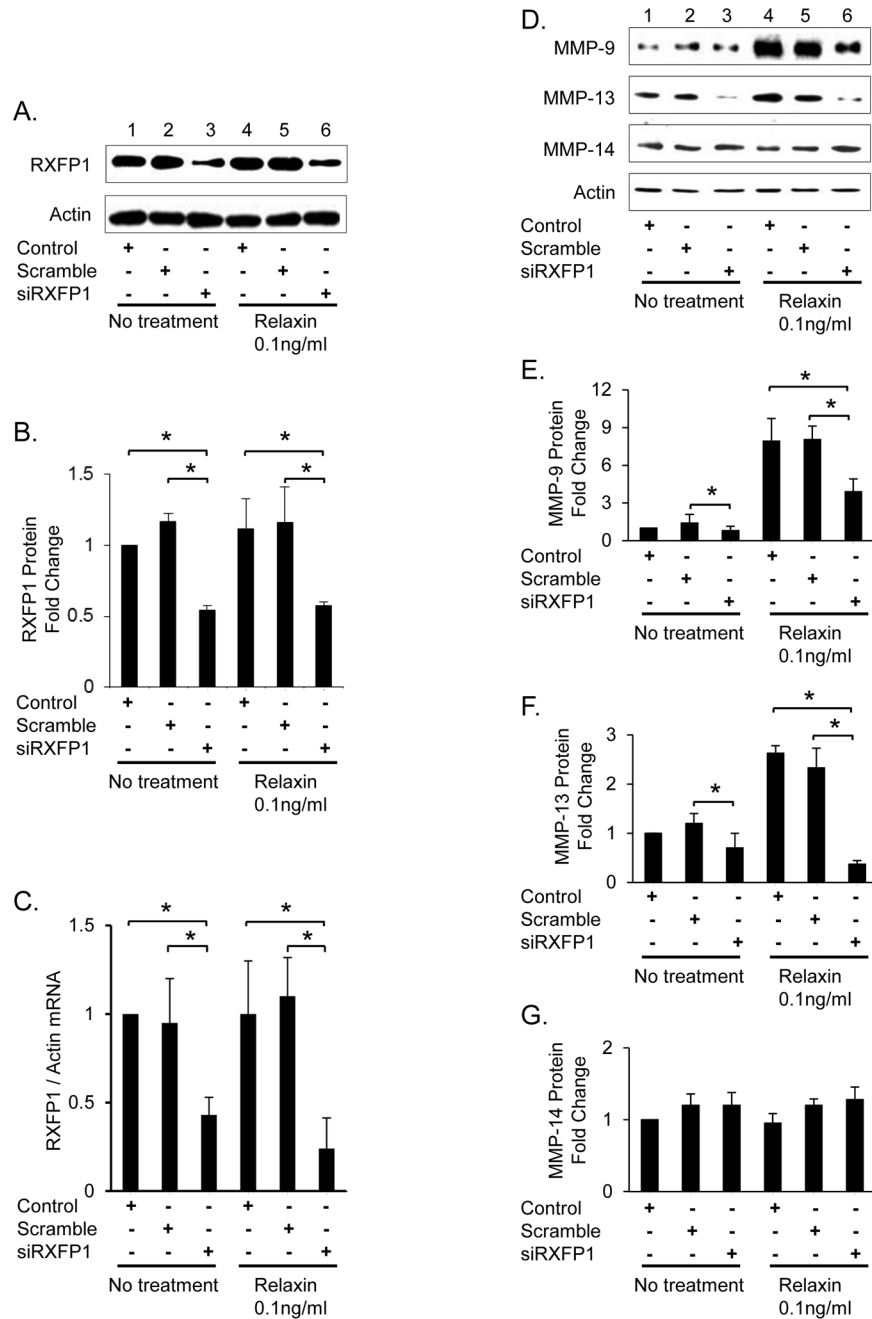 A.
1 2 3 4 5 6
RXFP1
Actin
Control + - - + - -
Scramble - + - - + -
siRXFP1 - - + - - +
No treatment Relaxin
0.1ng/ml
B.
RXFP1 Protein
Fold Change
* *
* *
1.5
1
0.5
0
Control + - - + - -
Scramble - + - - + -
siRXFP1 - - + - - +
No treatment Relaxin
0.1ng/ml
C.
RXFP1 / Actin mRNA
* *
* *
1.5
1
0.5
0
Control + - - + - -
Scramble - + - - + -
siRXFP1 - - + - - +
No treatment Relaxin
0.1ng/ml
D.
1 2 3 4 5 6
MMP-9
MMP-13
MMP-14
Actin
Control + - - + - -
Scramble - + - - + -
siRXFP1 - - + - - +
No treatment Relaxin
0.1ng/ml
E.
MMP-9 Protein
Fold Change
*
*
*
12
9
6
3
0
Control + - - + - -
Scramble - + - - + -
siRXFP1 - - + - - +
No treatment Relaxin
0.1ng/ml
F.
MMP-13 Protein
Fold Change
*
*
*
3
2
1
0
Control + - - + - -
Scramble - + - - + -
siRXFP1 - - + - - +
No treatment Relaxin
0.1ng/ml
G.
MMP-14 Protein
Fold Change
2
1
0
Control + - - + - -
Scramble - + - - + -
siRXFP1 - - + - - +
No treatment Relaxin
0.1ng/ml